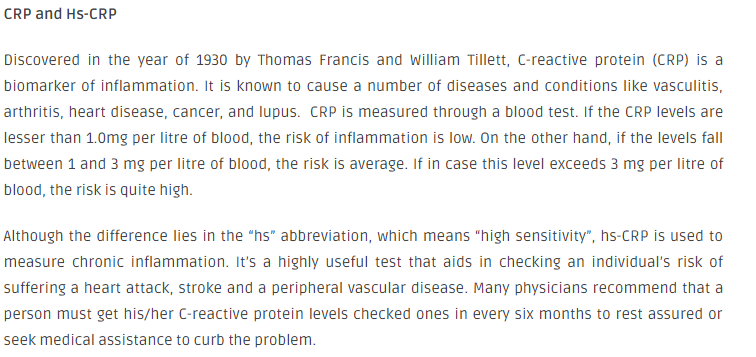 CRP and Hs-CRP
Discovered in the year of 1930 by Thomas Francis and William Tillett, C-reactive protein (CRP) is a
biomarker of inflammation. It is known to cause a number of diseases and conditions like vasculitis,
arthritis, heart disease, cancer, and lupus.  CRP is measured through a blood test. If the CRP levels are
lesser than 1.0mg per litre of blood, the risk of inflammation is low. On the other hand, if the levels fall
between 1 and 3 mg per litre of blood, the risk is average. If in case this level exceeds 3 mg per litre of
blood, the risk is quite high.
Although the difference lies in the “hs” abbreviation, which means “high sensitivity”, hs-CRP is used to
measure chronic inflammation. It’s a highly useful test that aids in checking an individual’s risk of
suffering a heart attack, stroke and a peripheral vascular disease. Many physicians recommend that a
person must get his/her C-reactive protein levels checked ones in every six months to rest assured or
seek medical assistance to curb the problem.